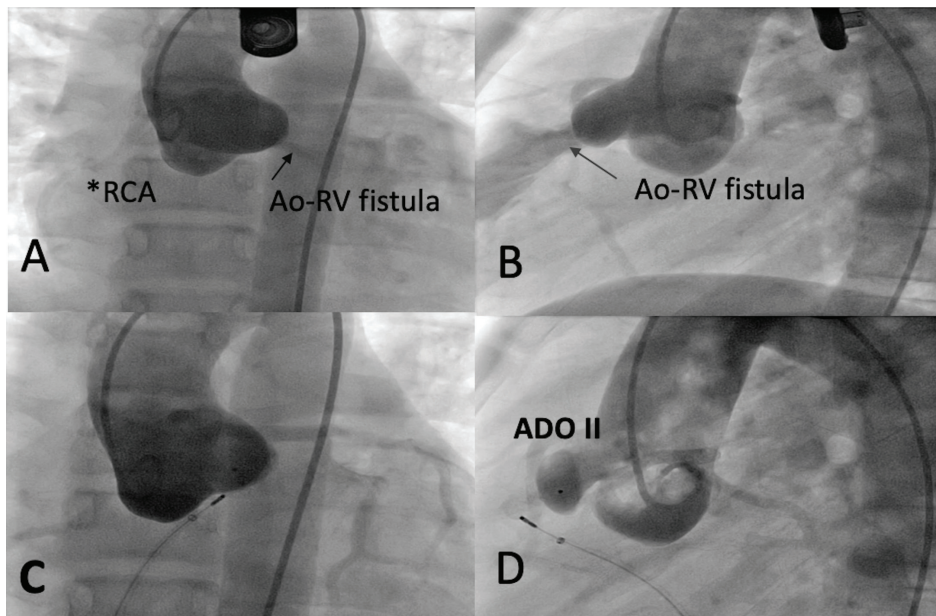 *RCA
Ao-RV fistula
A
Ao-RV fistula
B
C
ADO II
D